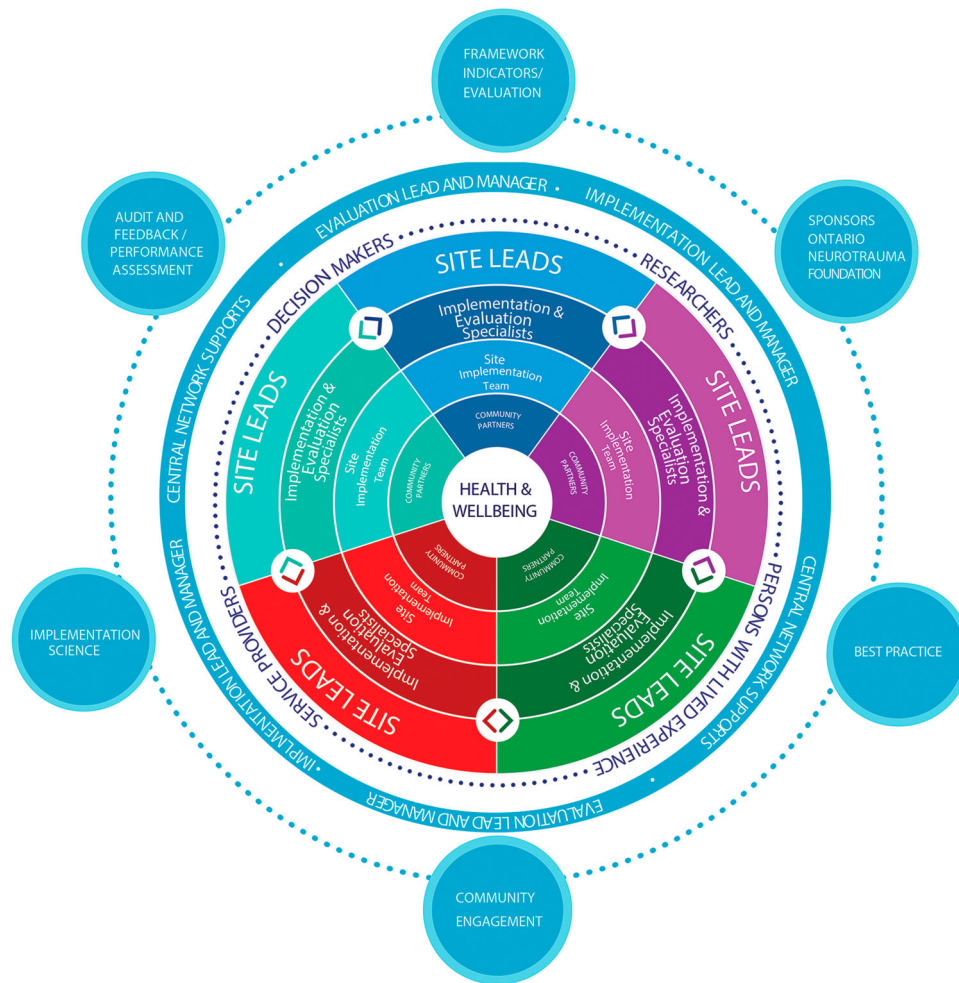 FRAMEWORK
INDICATORS/
EVALUATION
AUDIT AND
FEEDBACK /
PERFORMANCE
ASSESSMENT
SPONSORS
ONTARIO
NEUROTRAUMA
FOUNDATION
IMPLEMENTATION
SCIENCE
BEST PRACTICE
COMMUNITY
ENGAGEMENT
CENTRAL NETWORK SUPPORTS • EVALUATION LEAD AND MANAGER • IMPLEMENTATION LEAD AND MANAGER
CENTRAL NETWORK SUPPORTS • EVALUATION LEAD AND MANAGER • IMPLMENTATION LEAD AND MANAGER
DECISION MAKERS
RESEARCHERS
PERSONS WITH LIVED EXPERIENCE
SERVICE PROVIDERS
SITE LEADS
Implementation &
Evaluation
Specialists
Site
Implementation
Team
COMMUNITY
PARTNERS
SITE LEADS
Implementation &
Evaluation
Specialists
Site
Implementation
Team
COMMUNITY
PARTNERS
SITE LEADS
Implementation &
Evaluation
Specialists
Site
Implementation
Team
COMMUNITY
PARTNERS
SITE LEADS
Implementation &
Evaluation
Specialists
Site
Implementation
Team
COMMUNITY
PARTNERS
SITE LEADS
Implementation &
Evaluation
Specialists
Site
Implementation
Team
COMMUNITY
PARTNERS
HEALTH &
WELLBEING